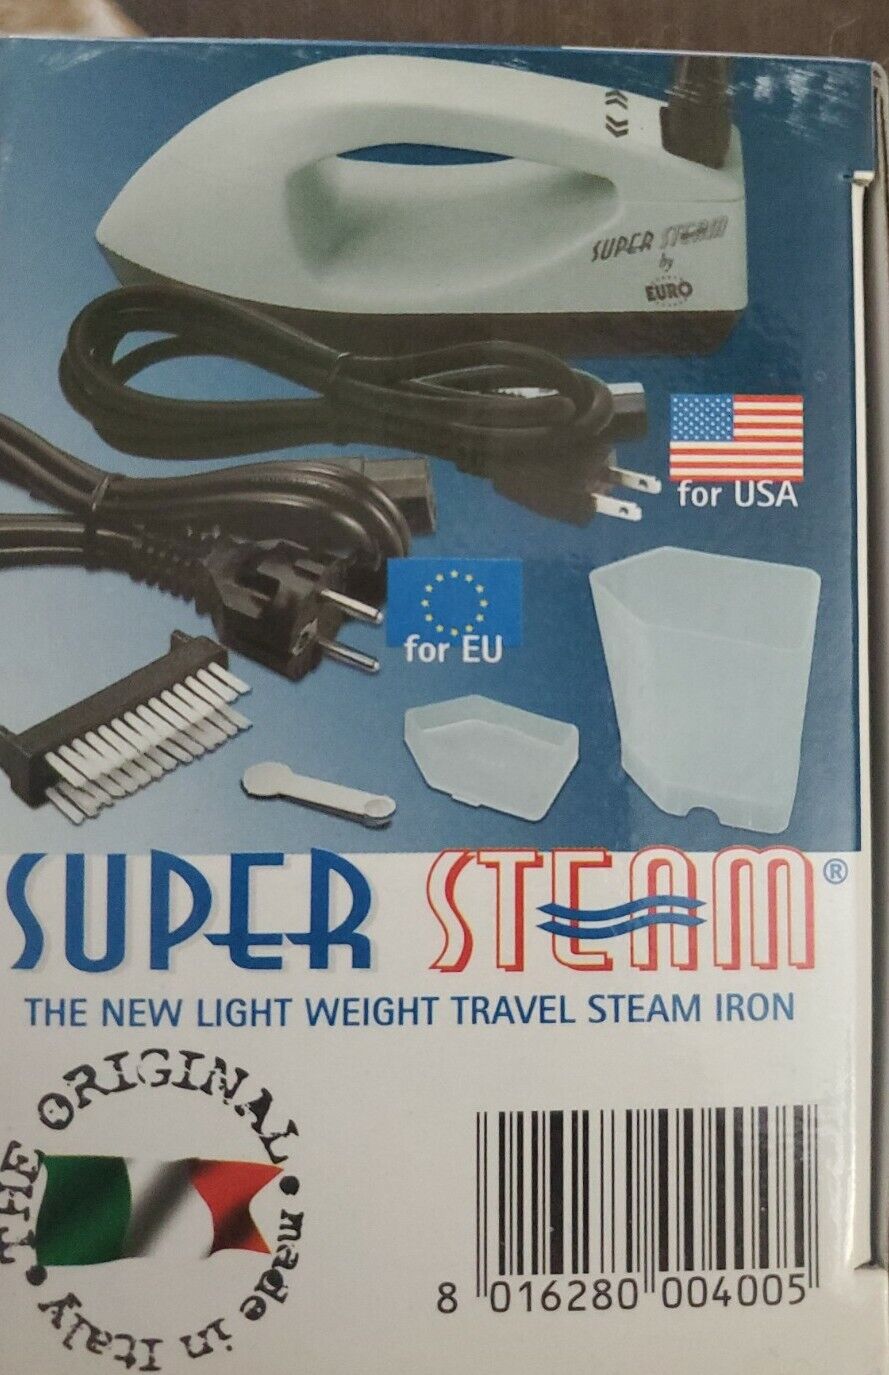 SUPER STEAM
by
EURO
for USA
for EU
SUPER STEAM®
THE NEW LIGHT WEIGHT TRAVEL STEAM IRON
THE ORIGINAL • made in Italy •
8 016280 004005